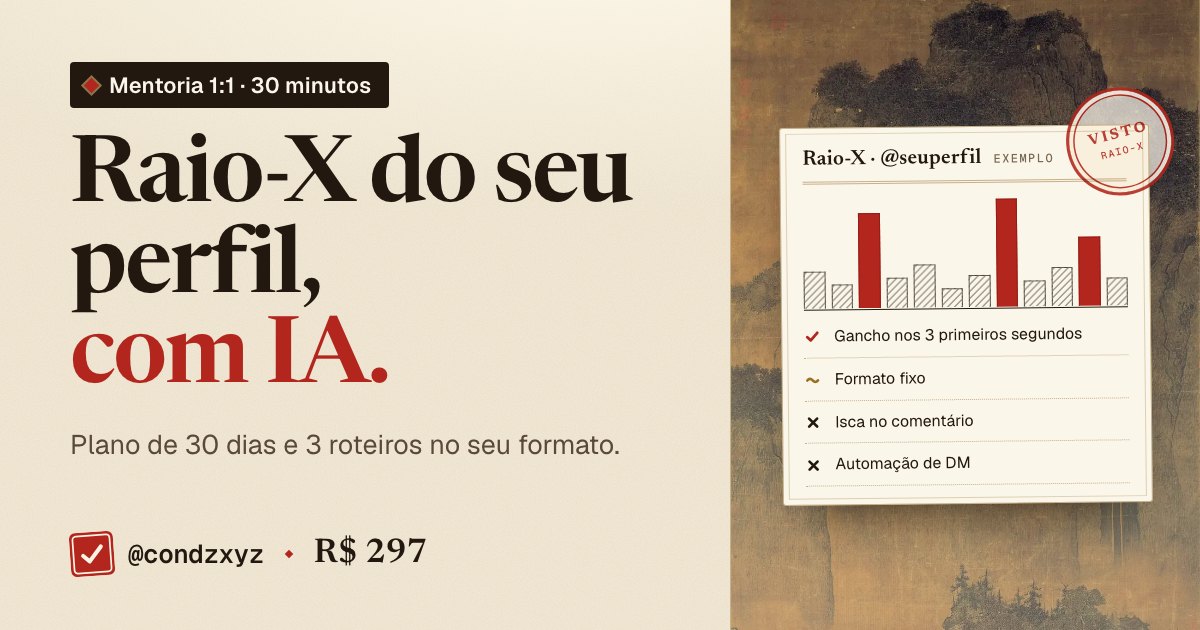 Mentoria 1:1 · 30 minutos
Raio-X do seu
perfil,
com IA.
Plano de 30 dias e 3 roteiros no seu formato.
@condzxyz
R$ 297
Raio-X · @seuperfil EXEMPLO
VISTO
RAIO-X
Gancho nos 3 primeiros segundos
Formato fixo
Isca no comentário
Automação de DM